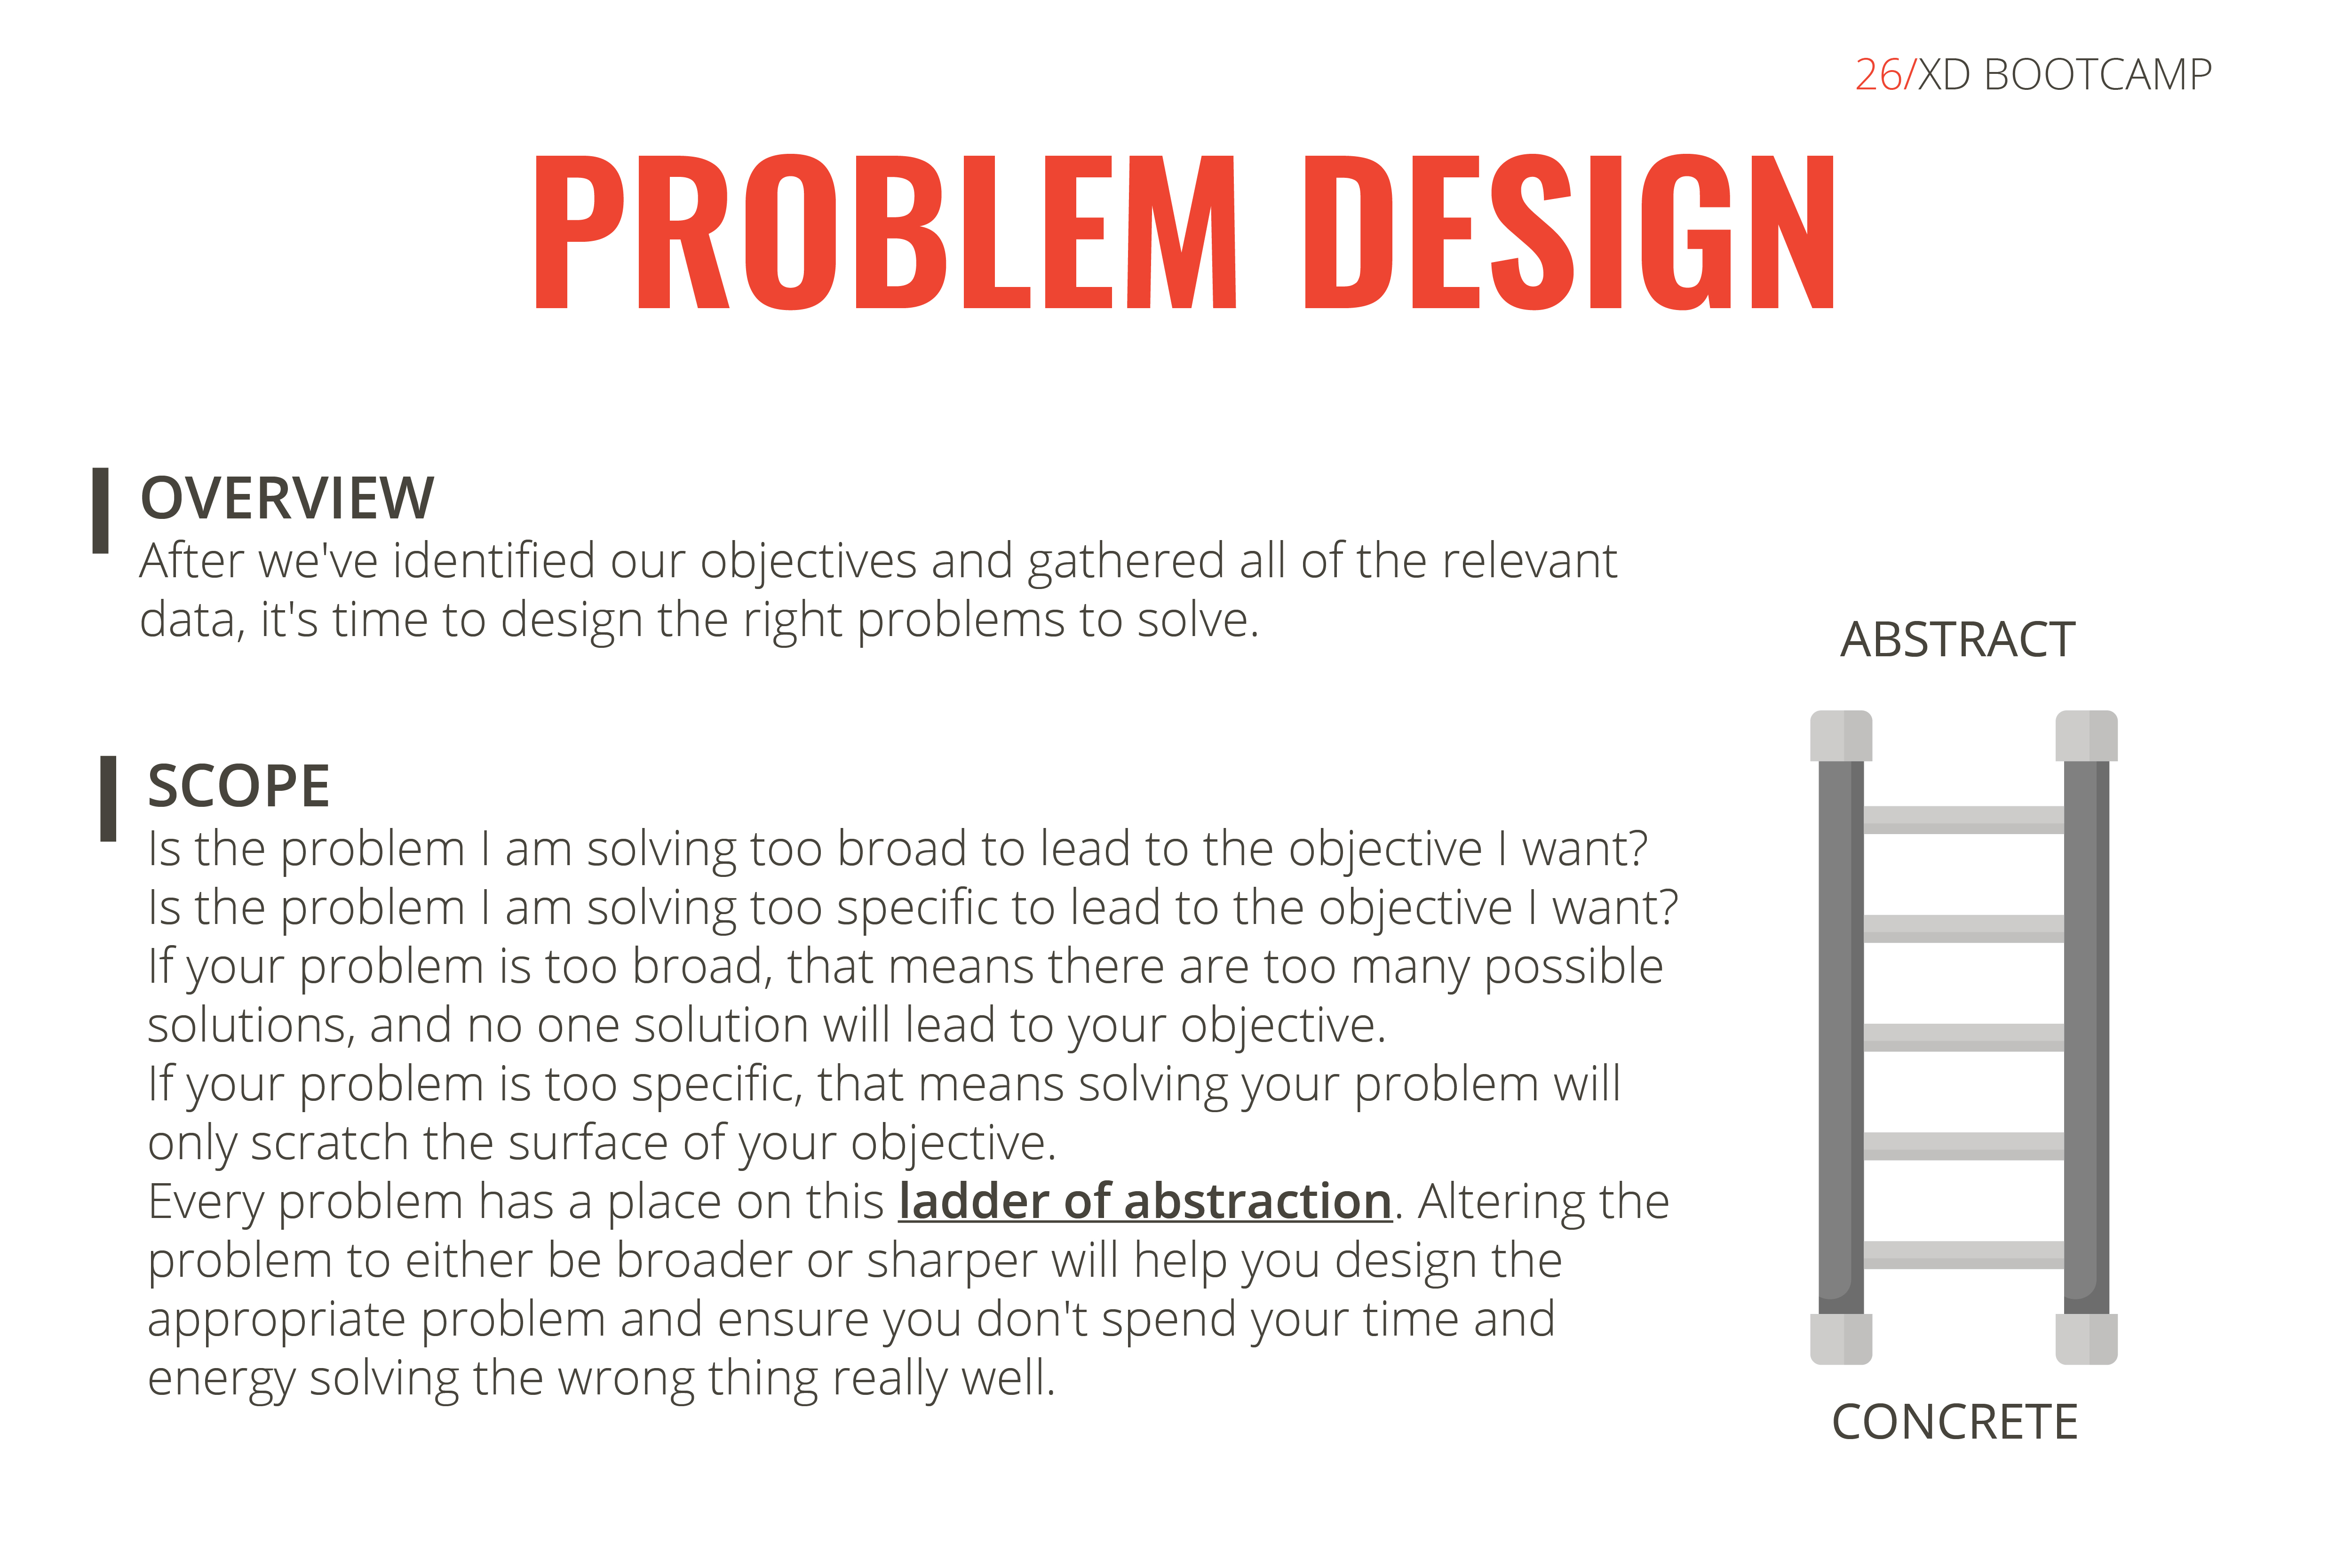 26/XD BOOTCAMP
PROBLEM DESIGN
OVERVIEW
After we've identified our objectives and gathered all of the relevant
data, it's time to design the right problems to solve.
SCOPE
Is the problem I am solving too broad to lead to the objective I want?
Is the problem I am solving too specific to lead to the objective I want?
If your problem is too broad, that means there are too many possible
solutions, and no one solution will lead to your objective.
If your problem is too specific, that means solving your problem will
only scratch the surface of your objective.
Every problem has a place on this ladder of abstraction. Altering the
problem to either be broader or sharper will help you design the
appropriate problem and ensure you don't spend your time and
energy solving the wrong thing really well.
ABSTRACT
CONCRETE